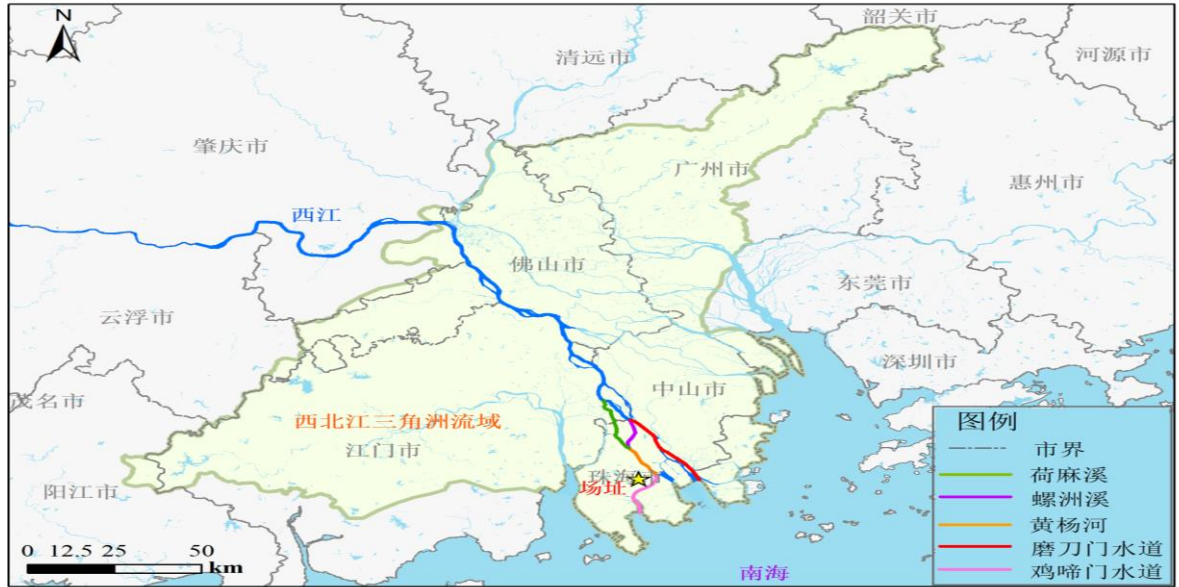 N
韶关市
清远市
河源市
肇庆市
广州市
惠州市
西江
佛山市
东莞市
云浮市
深圳市
中山市
茂名市
西北江三角洲流域
江门市
珠海市
场址
阳江市
南海
0 12.5 25 50
km
图例
市界
荷麻溪
螺洲溪
黄杨河
磨刀门水道
鸡啼门水道